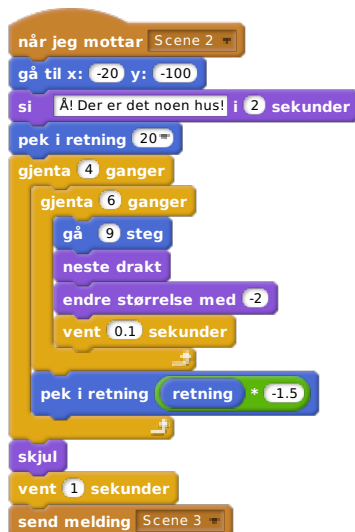 når jeg mottar Scene 2
gå til x: -20 y: -100
si Å! Der er det noen hus! i 2 sekunder
pek i retning 20
gjenta 4 ganger
gjenta 6 ganger
gå 9 steg
neste drakt
endre størrelse med -2
vent 0.1 sekunder
pek i retning retning * -1.5
skjul
vent 1 sekunder
send melding Scene 3